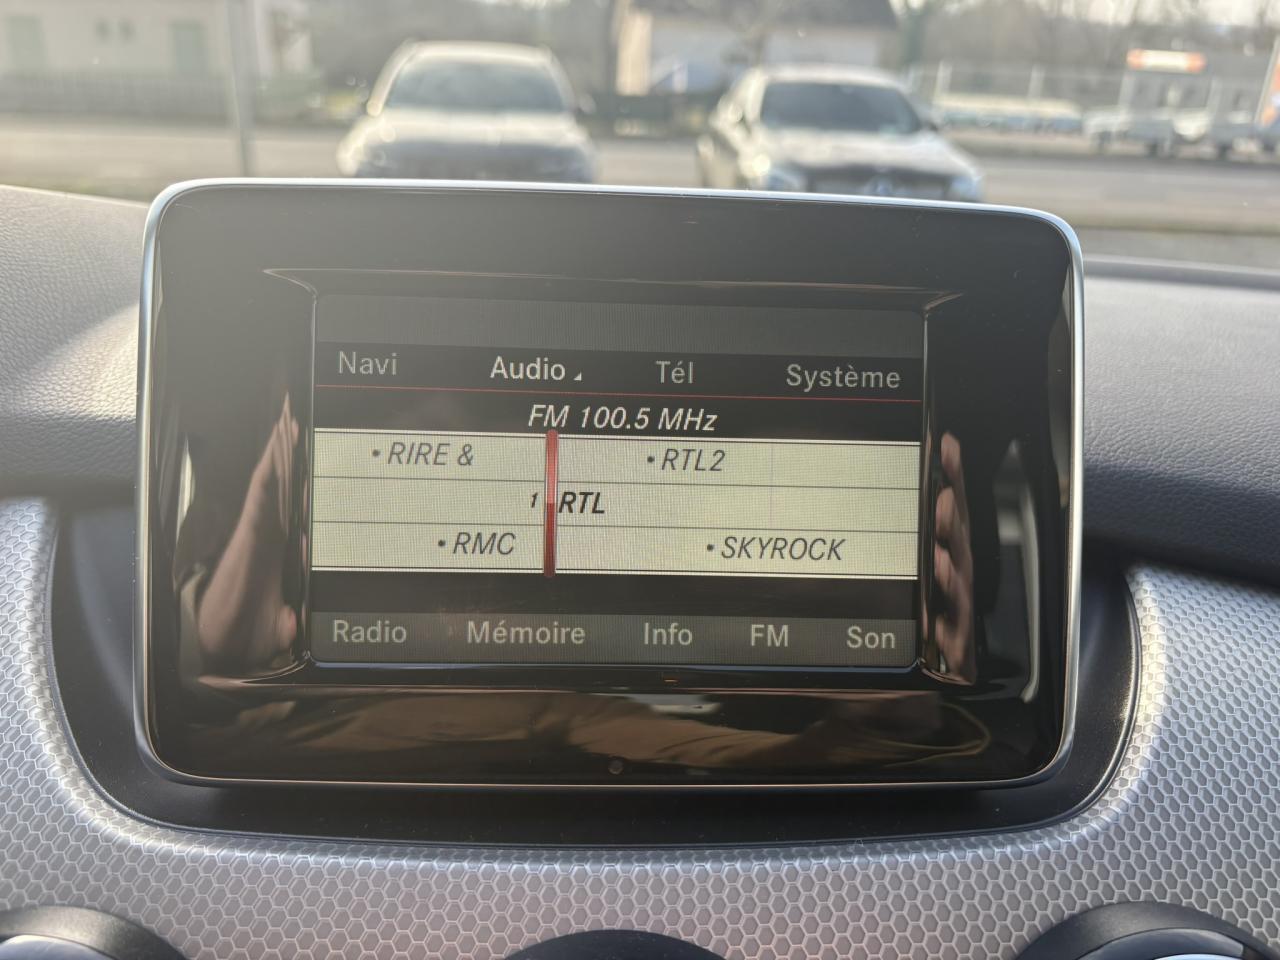 Navi Audio Tél Système
FM 100.5 MHz
• RIRE & • RTL2
1 RTL
• RMC • SKYROCK
Radio Mémoire Info FM Son